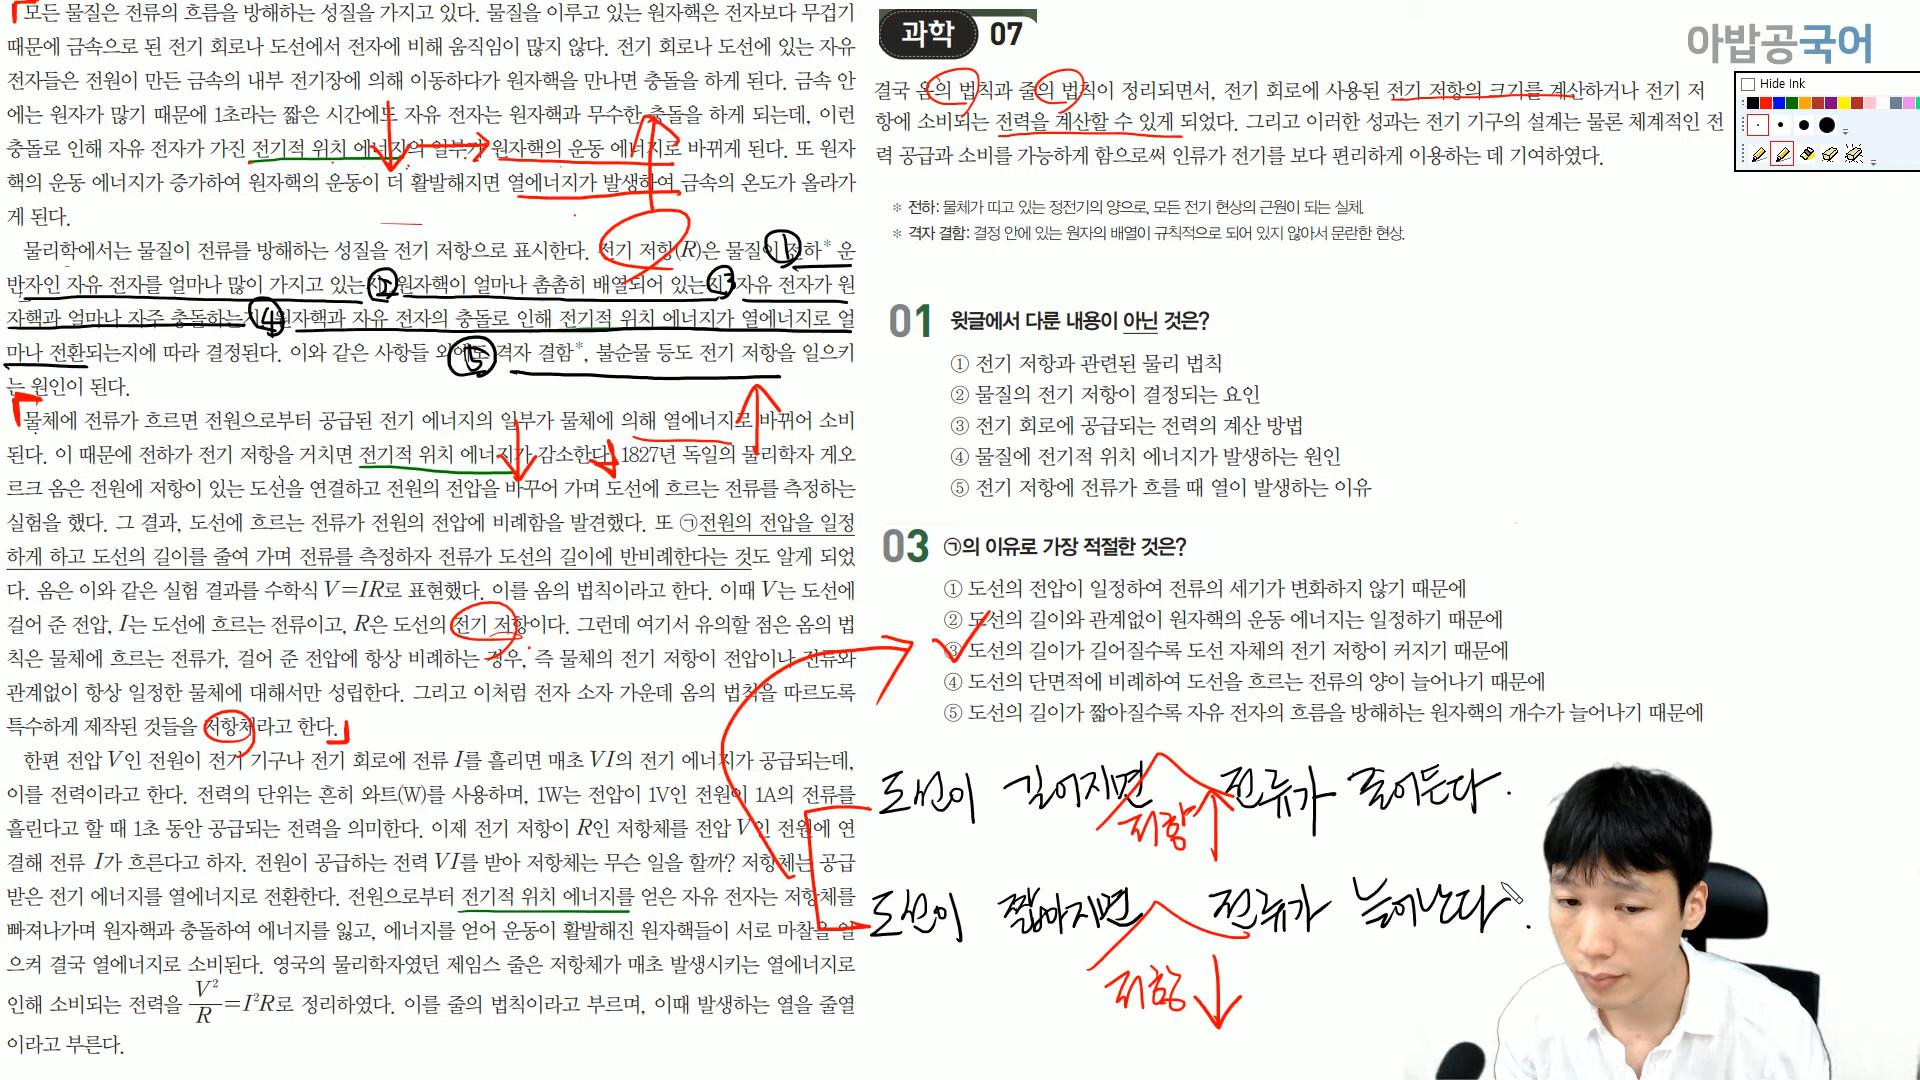 모든 물질은 전류의 흐름을 방해하는 성질을 가지고 있다. 물질을 이루고 있는 원자핵은 전자보다 무겁기
때문에 금속으로 된 전기 회로나 도선에서 전자에 비해 움직임이 많지 않다. 전기 회로나 도선에 있는 자유
전자들은 전원이 만든 금속의 내부 전기장에 의해 이동하다가 원자핵을 만나면 충돌을 하게 된다. 금속 안
에는 원자가 많기 때문에 1초라는 짧은 시간에도 자유 전자는 원자핵과 무수한 충돌을 하게 되는데, 이런
충돌로 인해 자유 전자가 가진 전기적 위치 에너지의 일부가 원자핵의 운동 에너지로 바뀌게 된다. 또 원자
핵의 운동 에너지가 증가하여 원자핵의 운동이 더 활발해지면 열에너지가 발생하여 금속의 온도가 올라가
게 된다.
물리학에서는 물질이 전류를 방해하는 성질을 전기 저항으로 표시한다. 전기 저항(R)은 물질이 전하* 운
①
반자인 자유 전자를 얼마나 많이 가지고 있는지, 원자핵이 얼마나 촘촘히 배열되어 있는지, 자유 전자가 원
② ③
자핵과 얼마나 자주 충돌하는지, 원자핵과 자유 전자의 충돌로 인해 전기적 위치 에너지가 열에너지로 얼
④
마나 전환되는지에 따라 결정된다. 이와 같은 사항들 외에도 격자 결함*, 불순물 등도 전기 저항을 일으키
⑤
는 원인이 된다.
물체에 전류가 흐르면 전원으로부터 공급된 전기 에너지의 일부가 물체에 의해 열에너지로 바뀌어 소비
된다. 이 때문에 전하가 전기 저항을 거치면 전기적 위치 에너지가 감소한다. 1827년 독일의 물리학자 게오
르크 옴은 전원에 저항이 있는 도선을 연결하고 전원의 전압을 바꾸어 가며 도선에 흐르는 전류를 측정하는
실험을 했다. 그 결과, 도선에 흐르는 전류가 전원의 전압에 비례함을 발견했다. 또 ㉠전원의 전압을 일정
하게 하고 도선의 길이를 줄여 가며 전류를 측정하자 전류가 도선의 길이에 반비례한다는 것도 알게 되었
다. 옴은 이와 같은 실험 결과를 수학식 V=IR로 표현했다. 이를 옴의 법칙이라고 한다. 이때 V는 도선에
걸어 준 전압, I는 도선에 흐르는 전류이고, R은 도선의 전기 저항이다. 그런데 여기서 유의할 점은 옴의 법
칙은 물체에 흐르는 전류가, 걸어 준 전압에 항상 비례하는 경우, 즉 물체의 전기 저항이 전압이나 전류와
관계없이 항상 일정한 물체에 대해서만 성립한다. 그리고 이처럼 전자 소자 가운데 옴의 법칙을 따르도록
특수하게 제작된 것들을 저항체라고 한다.
한편 전압 V인 전원이 전기 기구나 전기 회로에 전류 I를 흘리면 매초 VI의 전기 에너지가 공급되는데,
이를 전력이라고 한다. 전력의 단위는 흔히 와트(W)를 사용하며, 1W는 전압이 1V인 전원이 1A의 전류를
흘린다고 할 때 1초 동안 공급되는 전력을 의미한다. 이제 전기 저항이 R인 저항체를 전압 V인 전원에 연
결해 전류 I가 흐른다고 하자. 전원이 공급하는 전력 VI를 받아 저항체는 무슨 일을 할까? 저항체는 공급
받은 전기 에너지를 열에너지로 전환한다. 전원으로부터 전기적 위치 에너지를 얻은 자유 전자는 저항체를
빠져나가며 원자핵과 충돌하여 에너지를 잃고, 에너지를 얻어 운동이 활발해진 원자핵들이 서로 마찰을 일
으켜 결국 열에너지로 소비된다. 영국의 물리학자였던 제임스 줄은 저항체가 매초 발생시키는 열에너지로
인해 소비되는 전력을 V²/R=I²R로 정리하였다. 이를 줄의 법칙이라고 부르며, 이때 발생하는 열을 줄열
이라고 부른다.
과학 07
아밥공국어
Hide Ink
결국 옴의 법칙과 줄의 법칙이 정리되면서, 전기 회로에 사용된 전기 저항의 크기를 계산하거나 전기 저
항에 소비되는 전력을 계산할 수 있게 되었다. 그리고 이러한 성과는 전기 기구의 설계는 물론 체계적인 전
력 공급과 소비를 가능하게 함으로써 인류가 전기를 보다 편리하게 이용하는 데 기여하였다.
* 전하: 물체가 띠고 있는 정전기의 양으로, 모든 전기 현상의 근원이 되는 실체.
* 격자 결함: 결정 안에 있는 원자의 배열이 규칙적으로 되어 있지 않아서 문란한 현상.
01 윗글에서 다룬 내용이 아닌 것은?
① 전기 저항과 관련된 물리 법칙
② 물질의 전기 저항이 결정되는 요인
③ 전기 회로에 공급되는 전력의 계산 방법
④ 물질에 전기적 위치 에너지가 발생하는 원인
⑤ 전기 저항에 전류가 흐를 때 열이 발생하는 이유
03 ㉠의 이유로 가장 적절한 것은?
① 도선의 전압이 일정하여 전류의 세기가 변화하지 않기 때문에
② 도선의 길이와 관계없이 원자핵의 운동 에너지는 일정하기 때문에
③ 도선의 길이가 길어질수록 도선 자체의 전기 저항이 커지기 때문에
④ 도선의 단면적에 비례하여 도선을 흐르는 전류의 양이 늘어나기 때문에
⑤ 도선의 길이가 짧아질수록 자유 전자의 흐름을 방해하는 원자핵의 개수가 늘어나기 때문에
도선이 길어지면 전류가 줄어든다.
저항↑
도선이 짧아지면 전류가 늘어난다.
저항↓